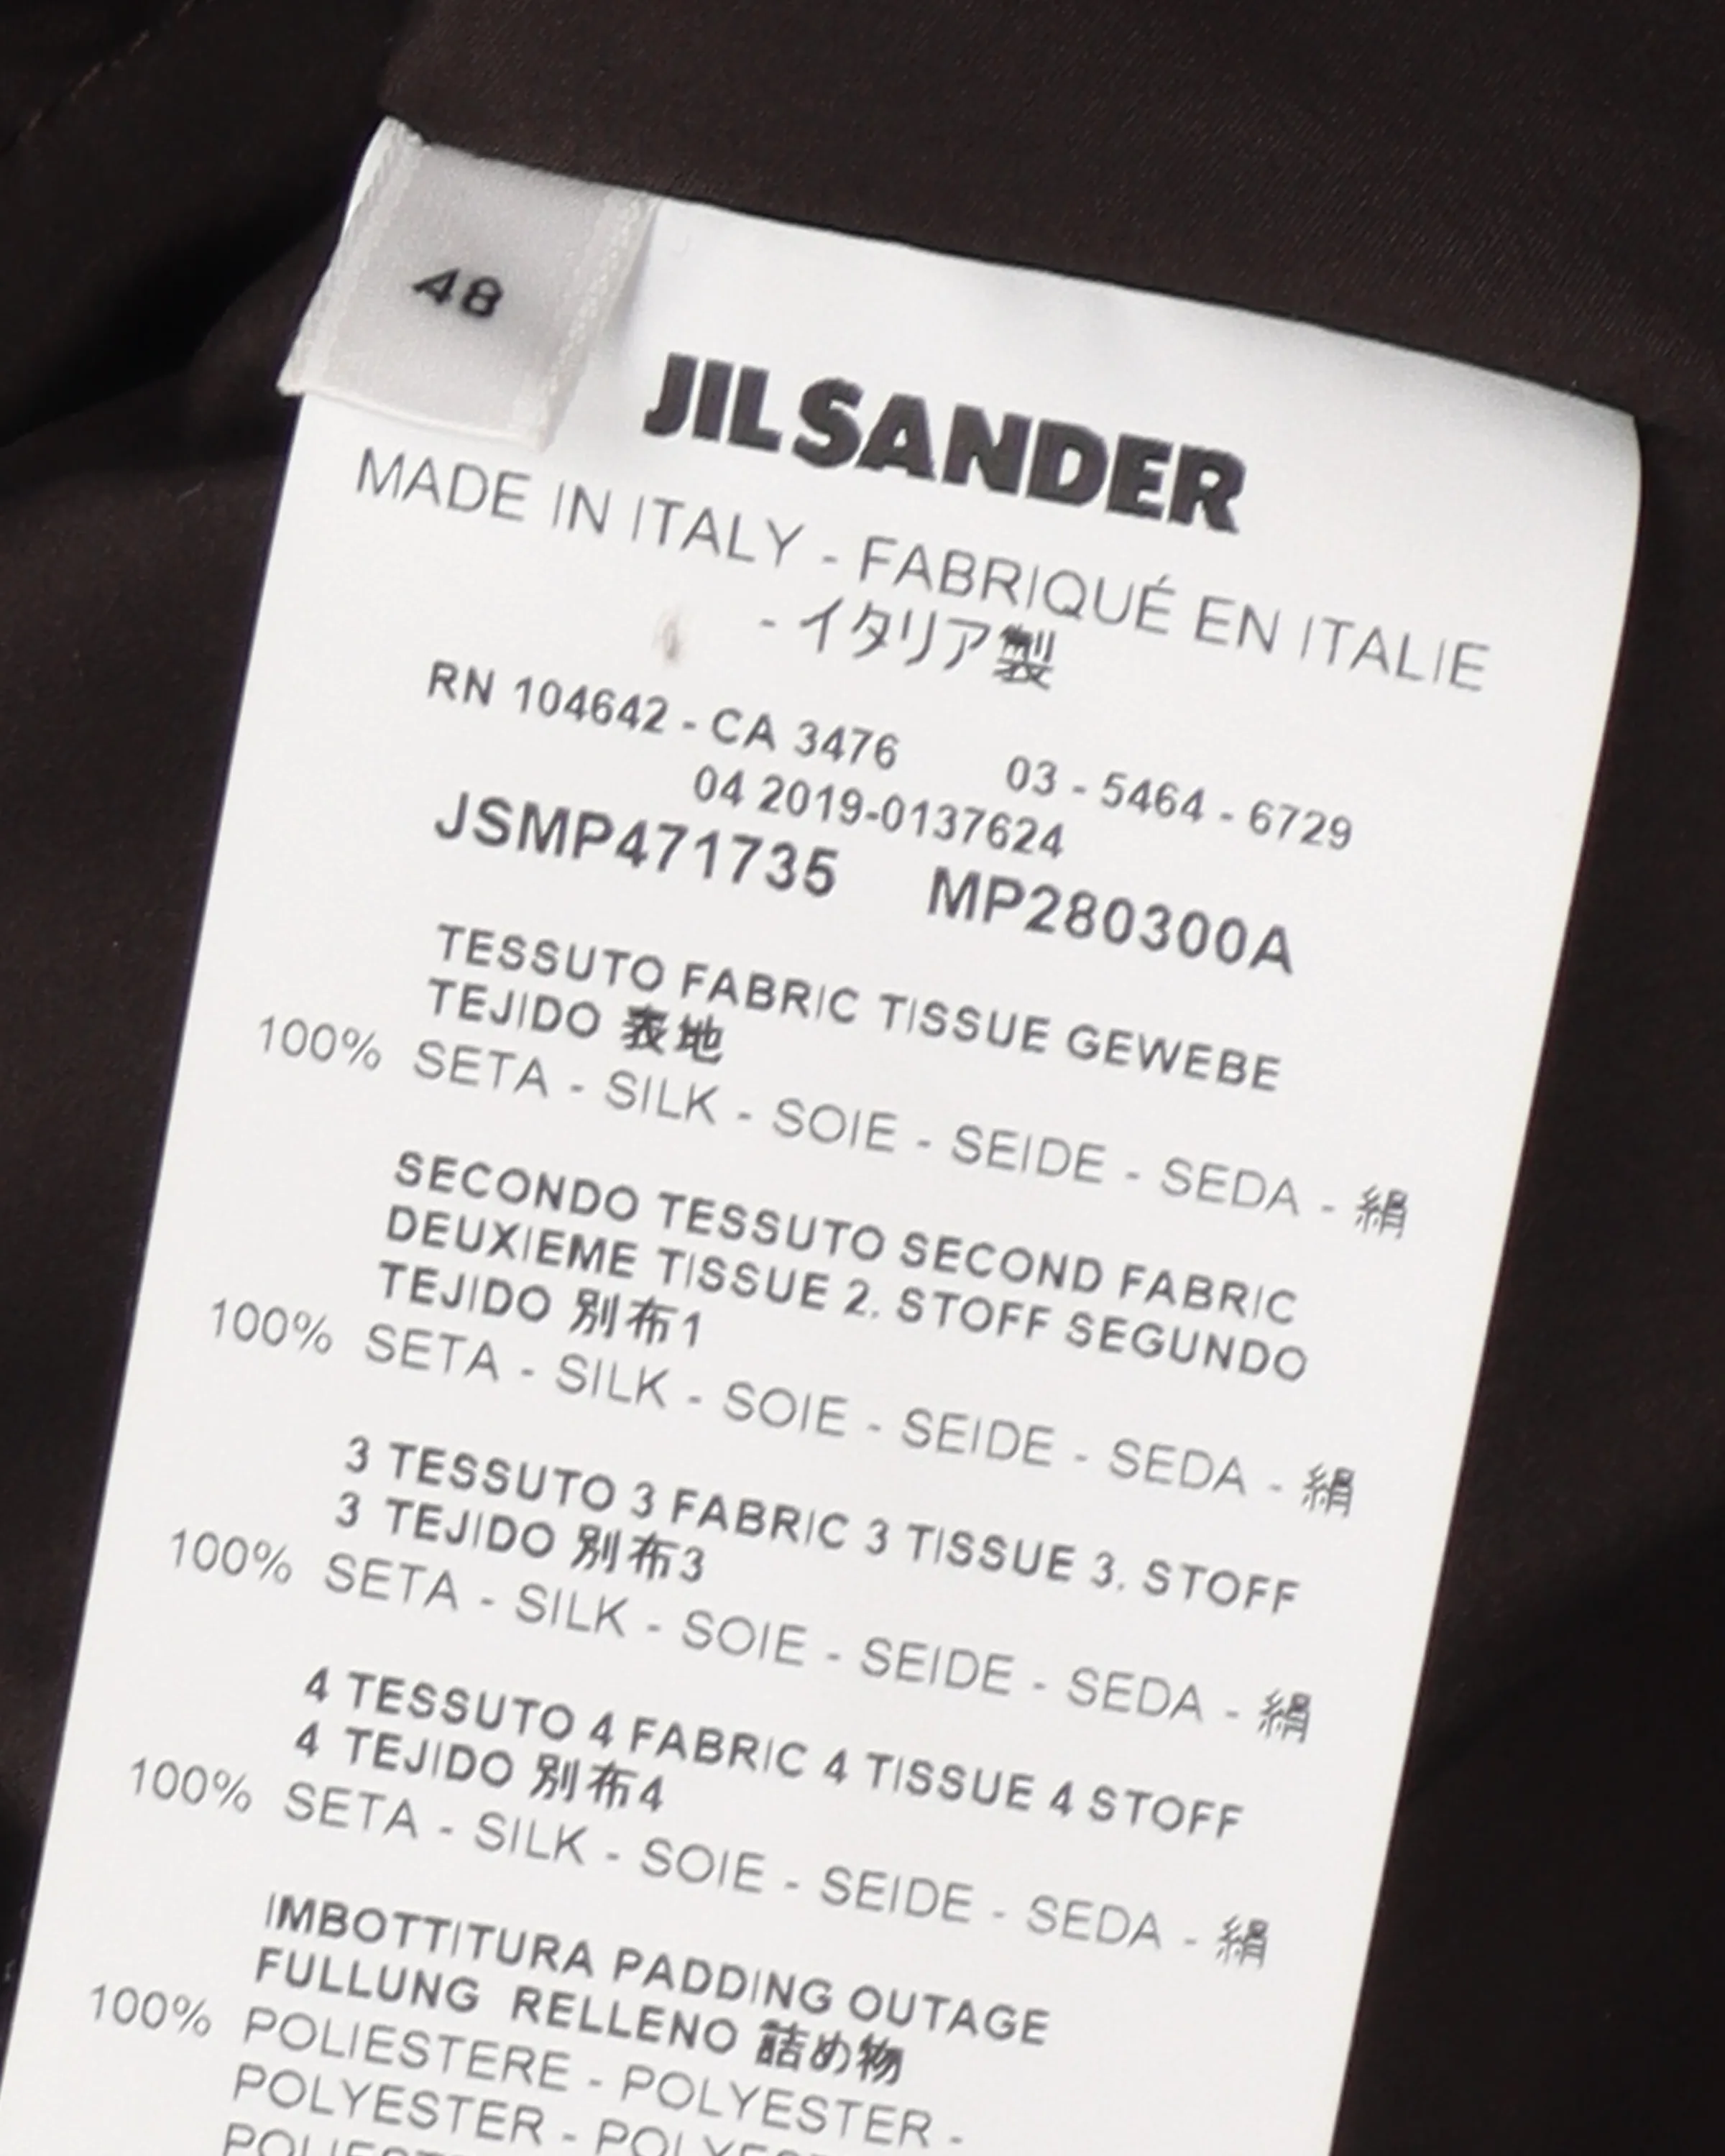 48
JIL SANDER
MADE IN ITALY - FABRIQUÉ EN ITALIE
- イタリア製
RN 104642 - CA 3476 03 - 5464 - 6729
04 2019-0137624
JSMP471735 MP280300A
TESSUTO FABRIC TISSUE GEWEBE
TEJIDO 表地
100% SETA - SILK - SOIE - SEIDE - SEDA - 絹
SECONDO TESSUTO SECOND FABRIC
DEUXIEME TISSUE 2. STOFF SEGUNDO
TEJIDO 別布1
100% SETA - SILK - SOIE - SEIDE - SEDA - 絹
3 TESSUTO 3 FABRIC 3 TISSUE 3. STOFF
3 TEJIDO 別布3
100% SETA - SILK - SOIE - SEIDE - SEDA - 絹
4 TESSUTO 4 FABRIC 4 TISSUE 4 STOFF
4 TEJIDO 別布4
100% SETA - SILK - SOIE - SEIDE - SEDA - 絹
IMBOTTITURA PADDING OUTAGE
FULLUNG RELLENO 詰め物
100% POLIESTERE - POLYESTER -
POLYESTER -